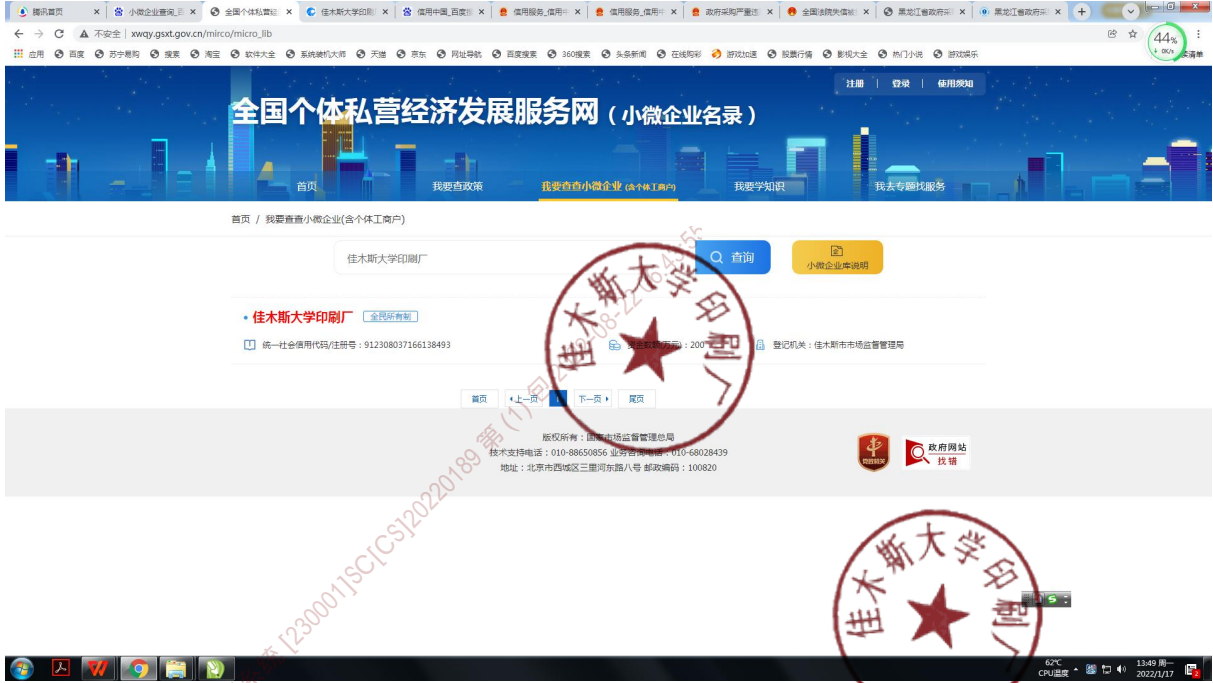 腾讯首页
小微企业查询_百
全国个体私营经
佳木斯大学印刷
信用中国_百度搜
信用服务_信用中
信用服务_信用中
政府采购严重违
全国法院失信被
黑龙江省政府采
黑龙江省政府采
不安全 | xwqy.gsxt.gov.cn/mirco/micro_lib
44%
0K/s
应用 苏宁易购 搜素 淘宝 软件大全 系统装机大师 天猫 京东 网址导航 百度搜素 360搜素 头条新闻 在线购彩 游戏加速 股票行情 影视大全 热门小说 游戏娱乐
注册 | 登录 | 使用须知
全国个体私营经济发展服务网（小微企业名录）
首页 我要查政策 我要查查小微企业 (含个体工商户) 我要学知识 我去专题找服务
首页 / 我要查查小微企业(含个体工商户)
佳木斯大学印刷厂
查询
小微企业库说明
佳木斯大学印刷厂 全民所有制
统一社会信用代码/注册号：912308037166138493
资金数额(万元)：200
登记机关：佳木斯市市场监督管理局
首页 上一页 1 下一页 尾页
版权所有：国家市场监督管理总局
技术支持电话：010-88650856 业务咨询电话：010-68028439
地址：北京市西城区三里河东路八号 邮政编码：100820
党政机关
政府网站
找错
佳木斯大学印刷厂
佳木斯大学印刷
[230001]SC[CS]20220189 第 (1) 包
62℃
CPU温度
13:49 周一
2022/1/17